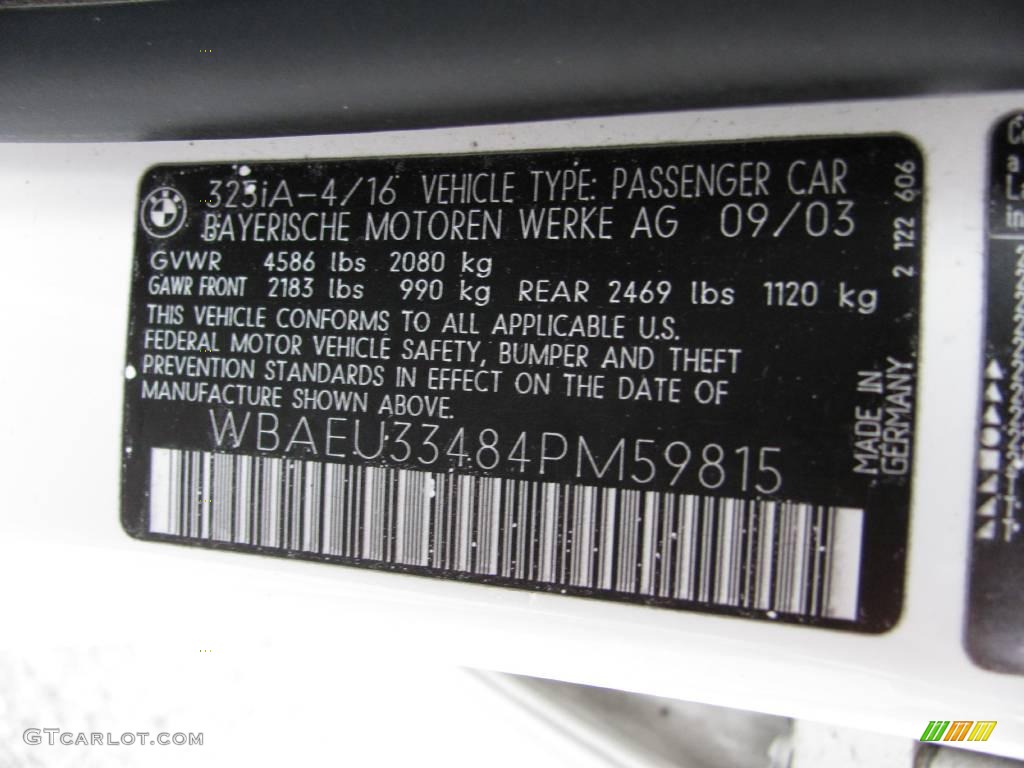 325iA-4/16 VEHICLE TYPE: PASSENGER CAR
BAYERISCHE MOTOREN WERKE AG 09/03
GVWR 4586 lbs 2080 kg
GAWR FRONT 2183 lbs 990 kg REAR 2469 lbs 1120 kg
THIS VEHICLE CONFORMS TO ALL APPLICABLE U.S.
FEDERAL MOTOR VEHICLE SAFETY, BUMPER AND THEFT
PREVENTION STANDARDS IN EFFECT ON THE DATE OF
MANUFACTURE SHOWN ABOVE.
WBAEU33484PM59815
2 122 606
MADE IN
GERMANY
GTCARLOT.COM